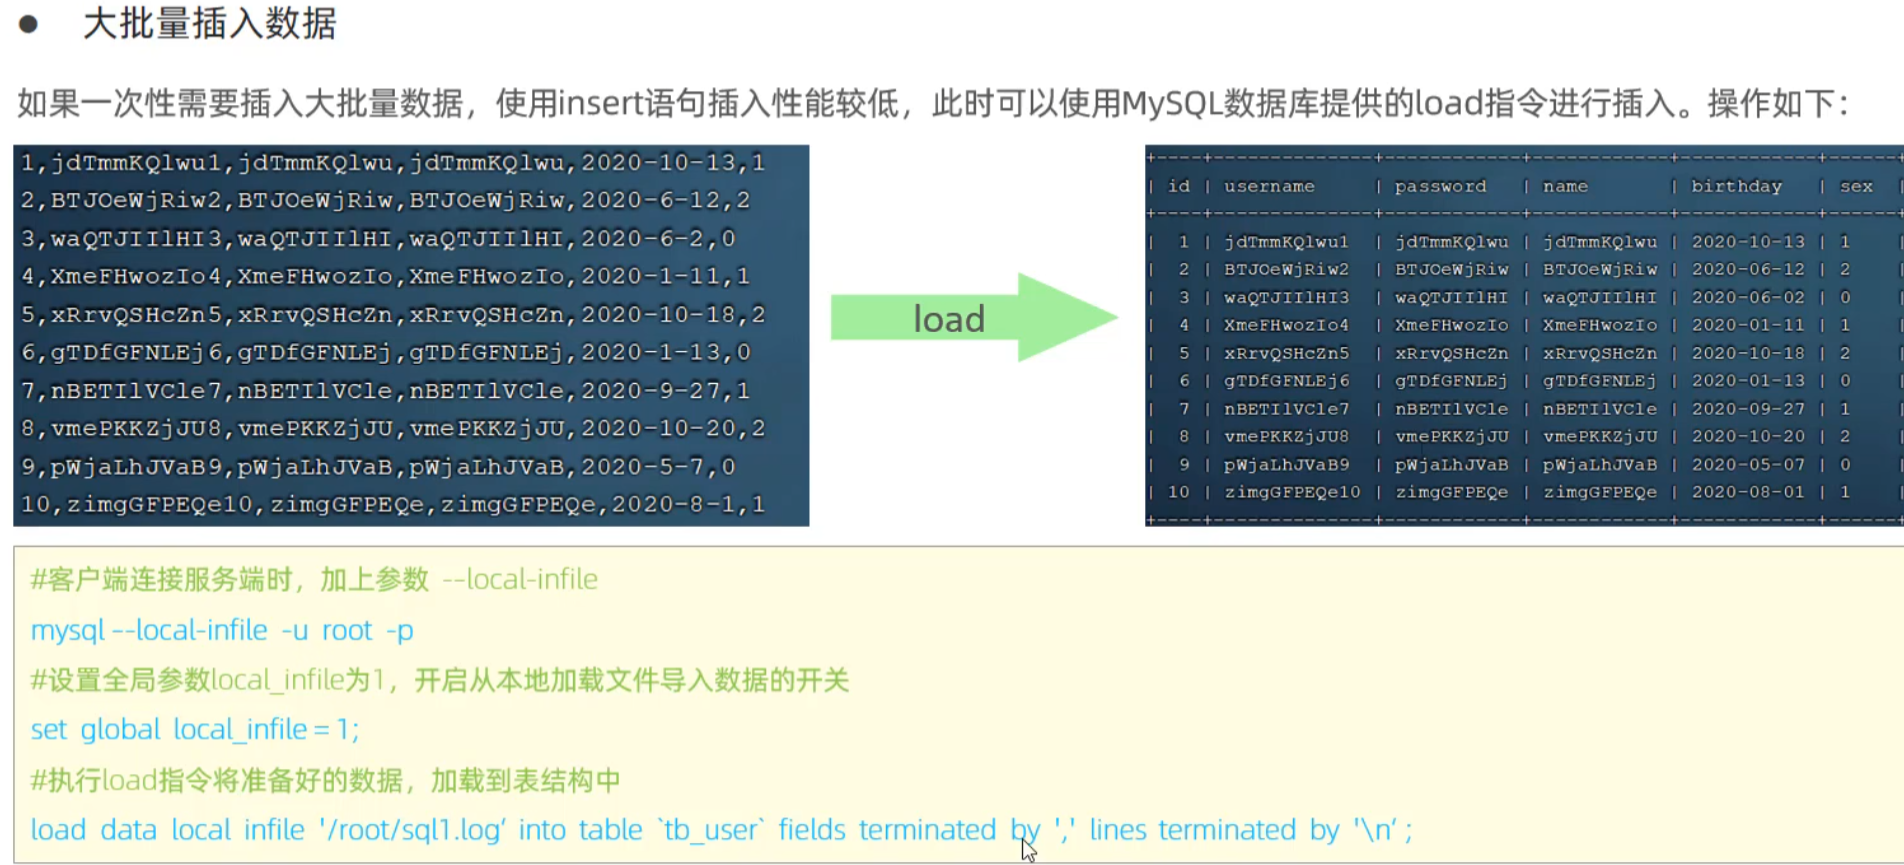 ● 大批量插入数据
如果一次性需要插入大批量数据，使用insert语句插入性能较低，此时可以使用MySQL数据库提供的load指令进行插入。操作如下：
1,jdTmmKQlwu1,jdTmmKQlwu,jdTmmKQlwu,2020-10-13,1
2,BTJOeWjRiw2,BTJOeWjRiw,BTJOeWjRiw,2020-6-12,2
3,waQTJIIlHI3,waQTJIIlHI,waQTJIIlHI,2020-6-2,0
4,XmeFHwozIo4,XmeFHwozIo,XmeFHwozIo,2020-1-11,1
5,xRrvQSHcZn5,xRrvQSHcZn,xRrvQSHcZn,2020-10-18,2
6,gTDfGFNLEj6,gTDfGFNLEj,gTDfGFNLEj,2020-1-13,0
7,nBETIlVCle7,nBETIlVCle,nBETIlVCle,2020-9-27,1
8,vmePKKZjJU8,vmePKKZjJU,vmePKKZjJU,2020-10-20,2
9,pWjaLhJVaB9,pWjaLhJVaB,pWjaLhJVaB,2020-5-7,0
10,zimgGFPEQe10,zimgGFPEQe,zimgGFPEQe,2020-8-1,1
load
| id | username | password | name | birthday | sex
| 1 | jdTmmKQlwu1 | jdTmmKQlwu | jdTmmKQlwu | 2020-10-13 | 1
| 2 | BTJOeWjRiw2 | BTJOeWjRiw | BTJOeWjRiw | 2020-06-12 | 2
| 3 | waQTJIIlHI3 | waQTJIIlHI | waQTJIIlHI | 2020-06-02 | 0
| 4 | XmeFHwozIo4 | XmeFHwozIo | XmeFHwozIo | 2020-01-11 | 1
| 5 | xRrvQSHcZn5 | xRrvQSHcZn | xRrvQSHcZn | 2020-10-18 | 2
| 6 | gTDfGFNLEj6 | gTDfGFNLEj | gTDfGFNLEj | 2020-01-13 | 0
| 7 | nBETIlVCle7 | nBETIlVCle | nBETIlVCle | 2020-09-27 | 1
| 8 | vmePKKZjJU8 | vmePKKZjJU | vmePKKZjJU | 2020-10-20 | 2
| 9 | pWjaLhJVaB9 | pWjaLhJVaB | pWjaLhJVaB | 2020-05-07 | 0
| 10 | zimgGFPEQe10 | zimgGFPEQe | zimgGFPEQe | 2020-08-01 | 1
#客户端连接服务端时，加上参数 --local-infile
mysql --local-infile -u root -p
#设置全局参数local_infile为1，开启从本地加载文件导入数据的开关
set global local_infile = 1;
#执行load指令将准备好的数据，加载到表结构中
load data local infile '/root/sql1.log' into table `tb_user` fields terminated by ',' lines terminated by '\n' ;